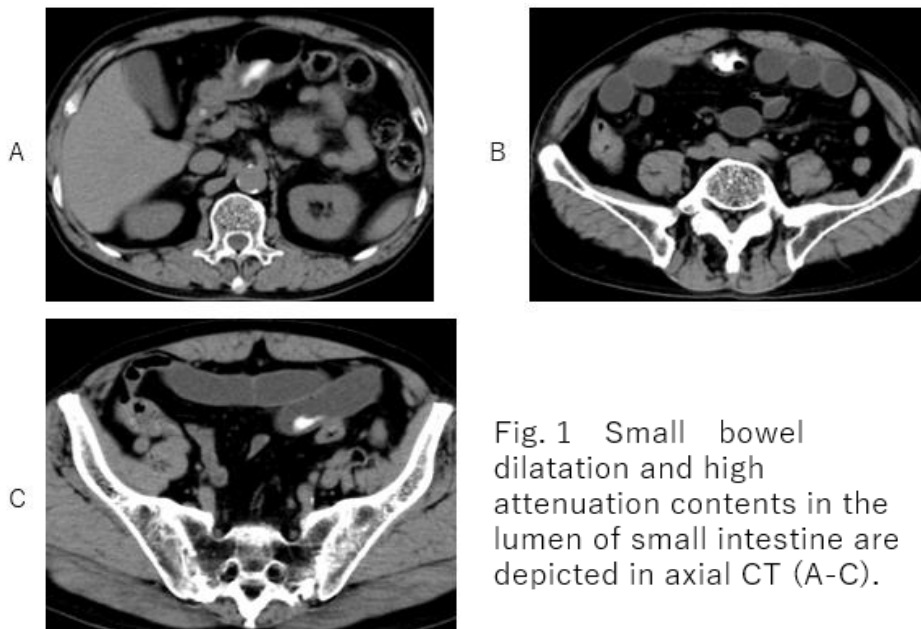 A
B
C
Fig. 1 Small bowel
dilatation and high
attenuation contents in the
lumen of small intestine are
depicted in axial CT (A-C).